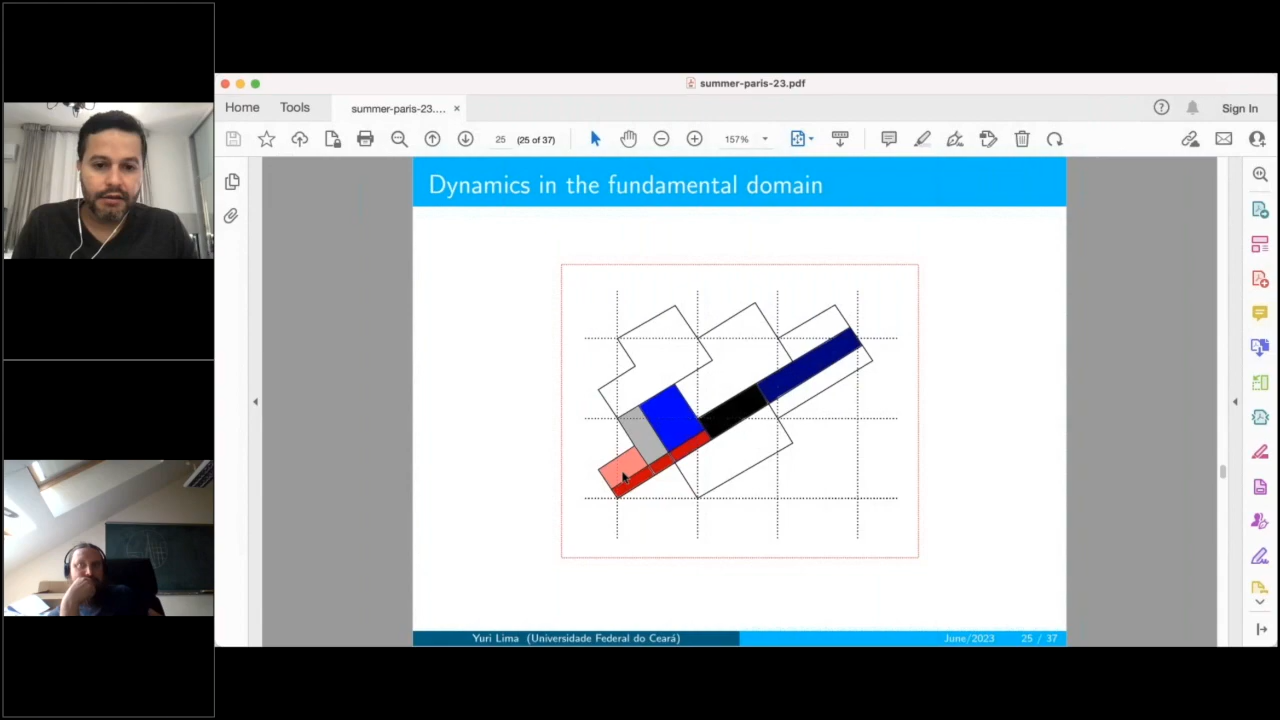 summer-paris-23.pdf
Home Tools summer-paris-23.... × Sign In
25 (25 of 37) 157%
Dynamics in the fundamental domain
Yuri Lima (Universidade Federal do Ceará) June/2023 25 / 37